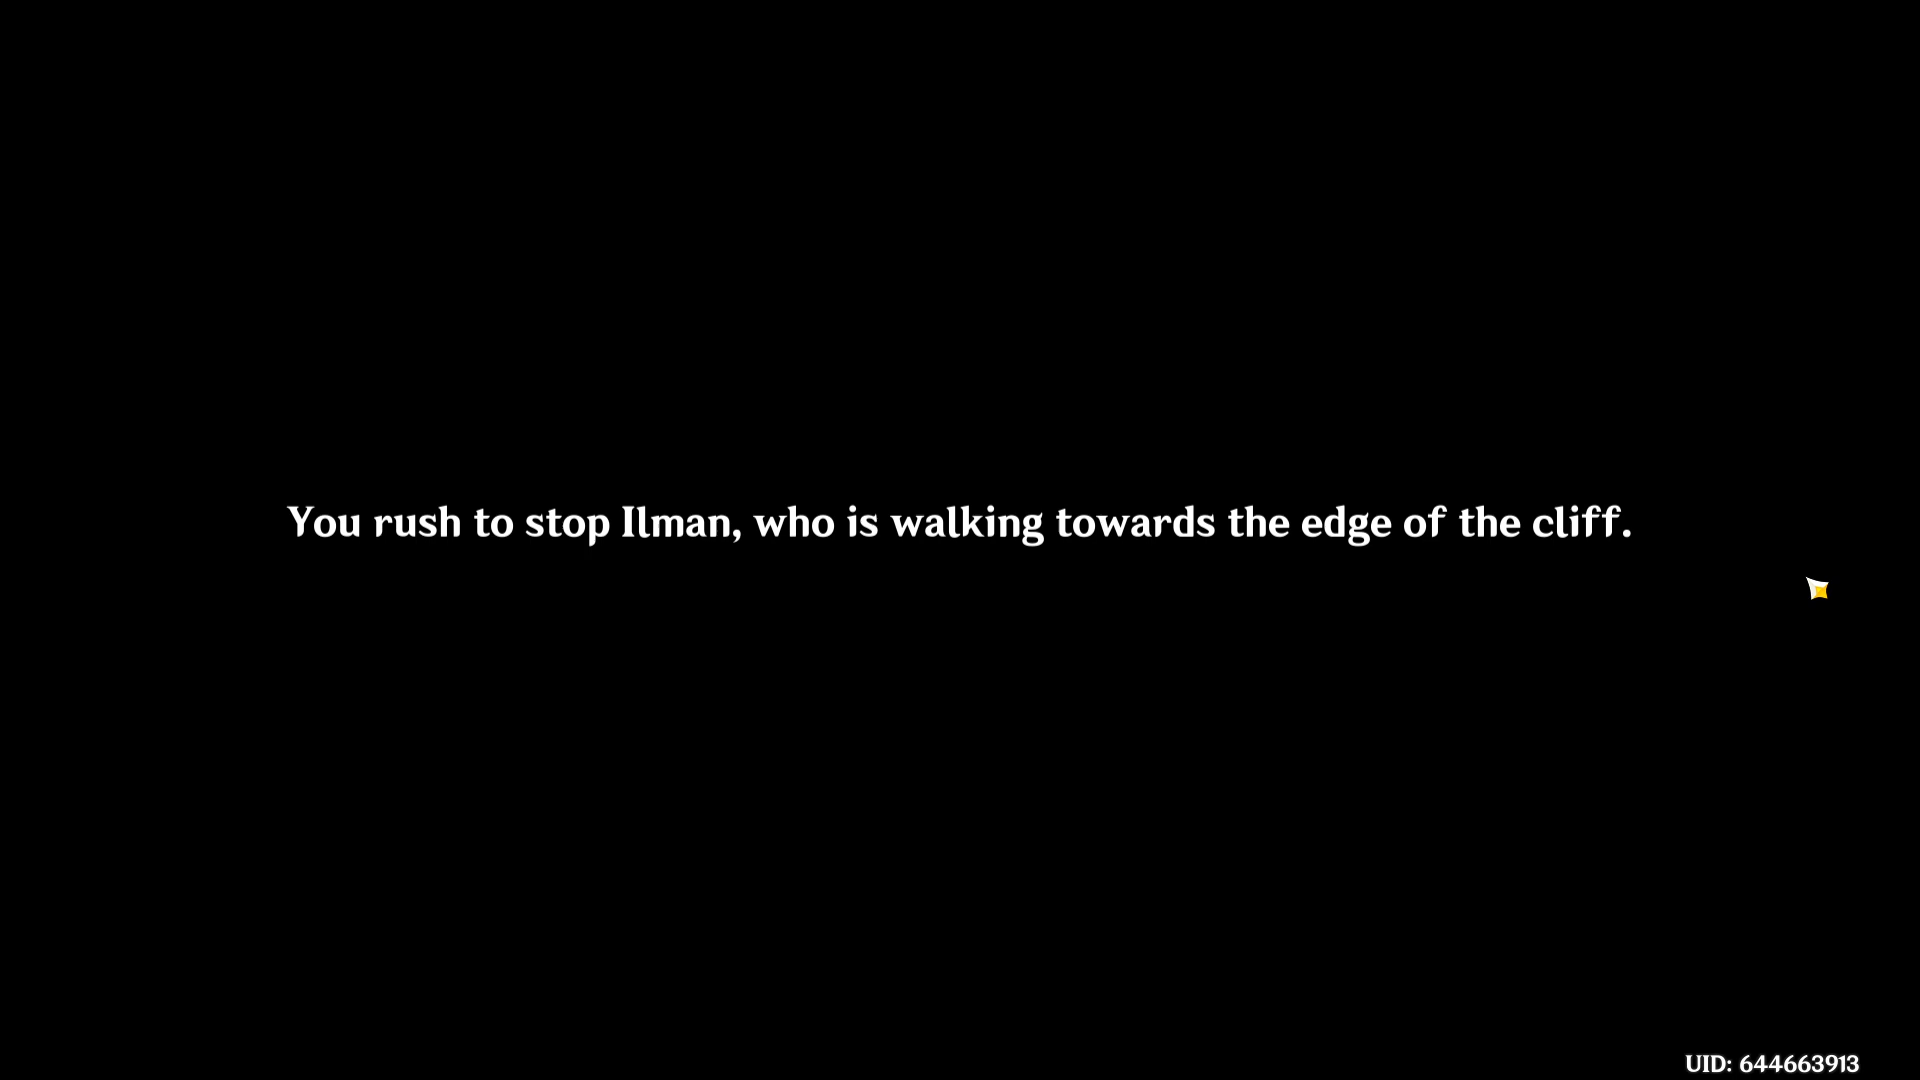 You rush to stop Ilman, who is walking towards the edge of the cliff.
UID: 644663913